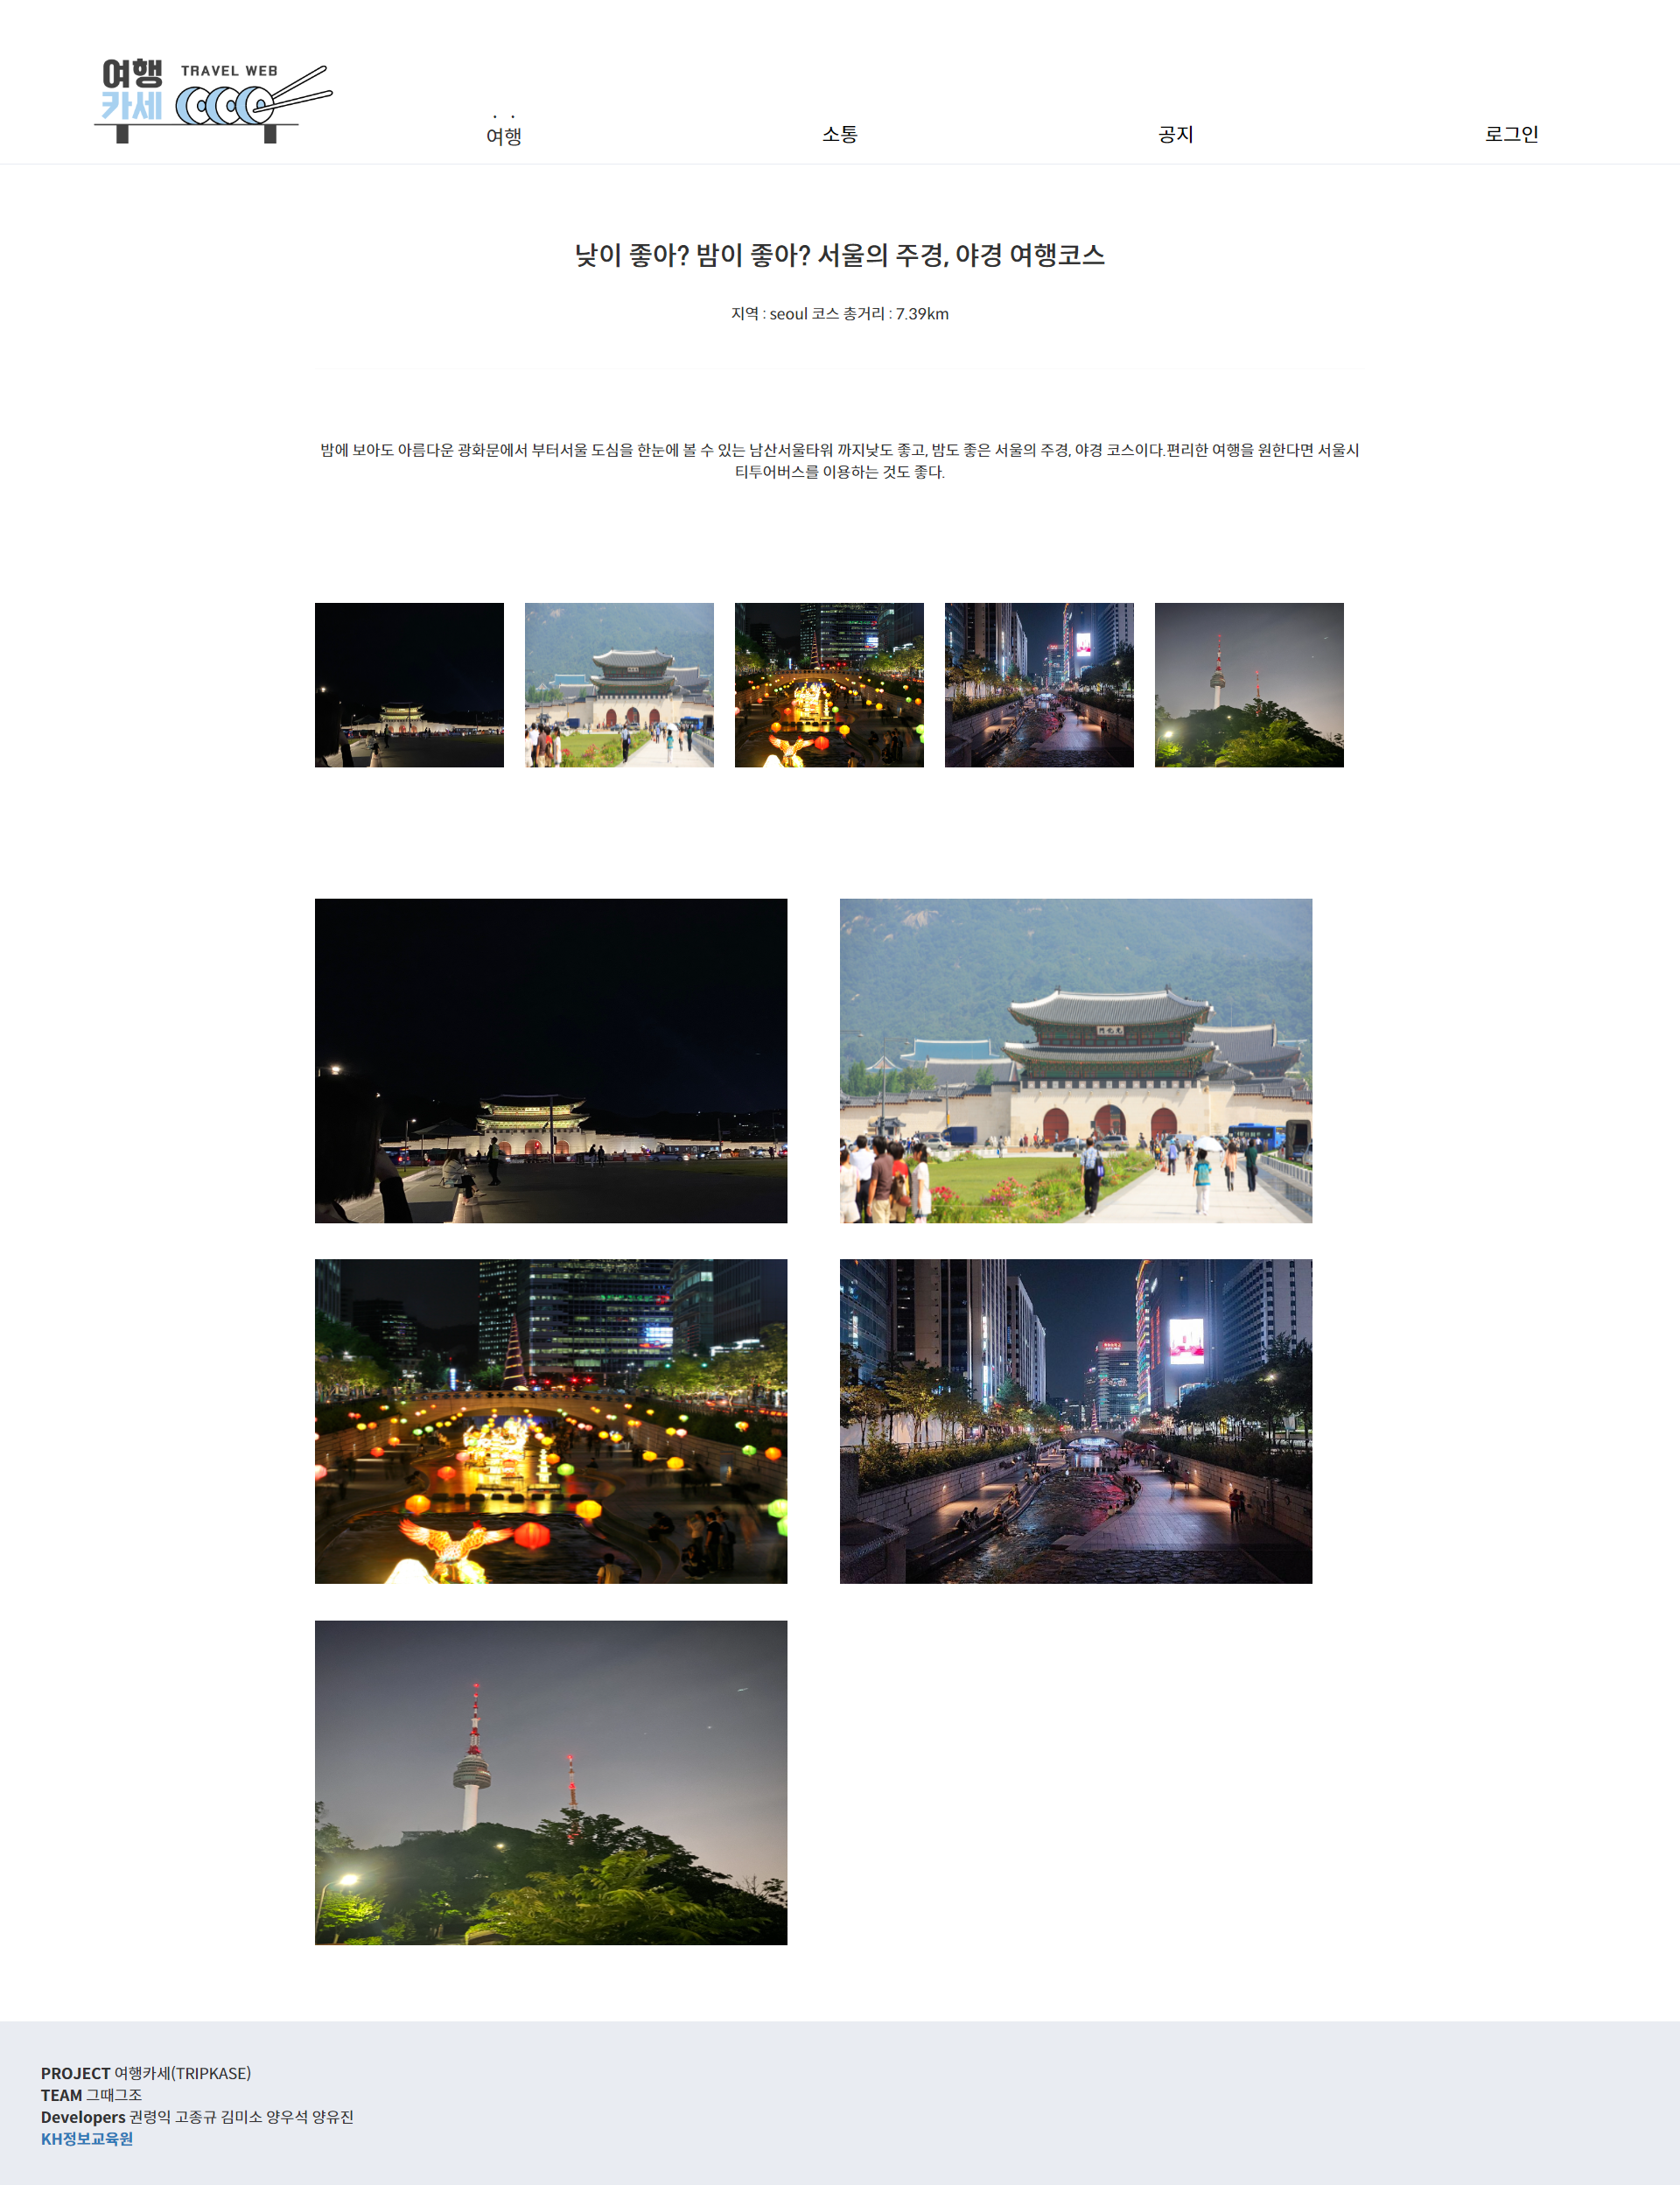 여행
카세
TRAVEL WEB
여행
소통
공지
로그인
낮이 좋아? 밤이 좋아? 서울의 주경, 야경 여행코스
지역 : seoul 코스 총거리 : 7.39km
밤에 보아도 아름다운 광화문에서 부터서울 도심을 한눈에 볼 수 있는 남산서울타워 까지낮도 좋고, 밤도 좋은 서울의 주경, 야경 코스이다.편리한 여행을 원한다면 서울시
티투어버스를 이용하는 것도 좋다.
PROJECT 여행카세(TRIPKASE)
TEAM 그때그조
Developers 권령익 고종규 김미소 양우석 양유진
KH정보교육원